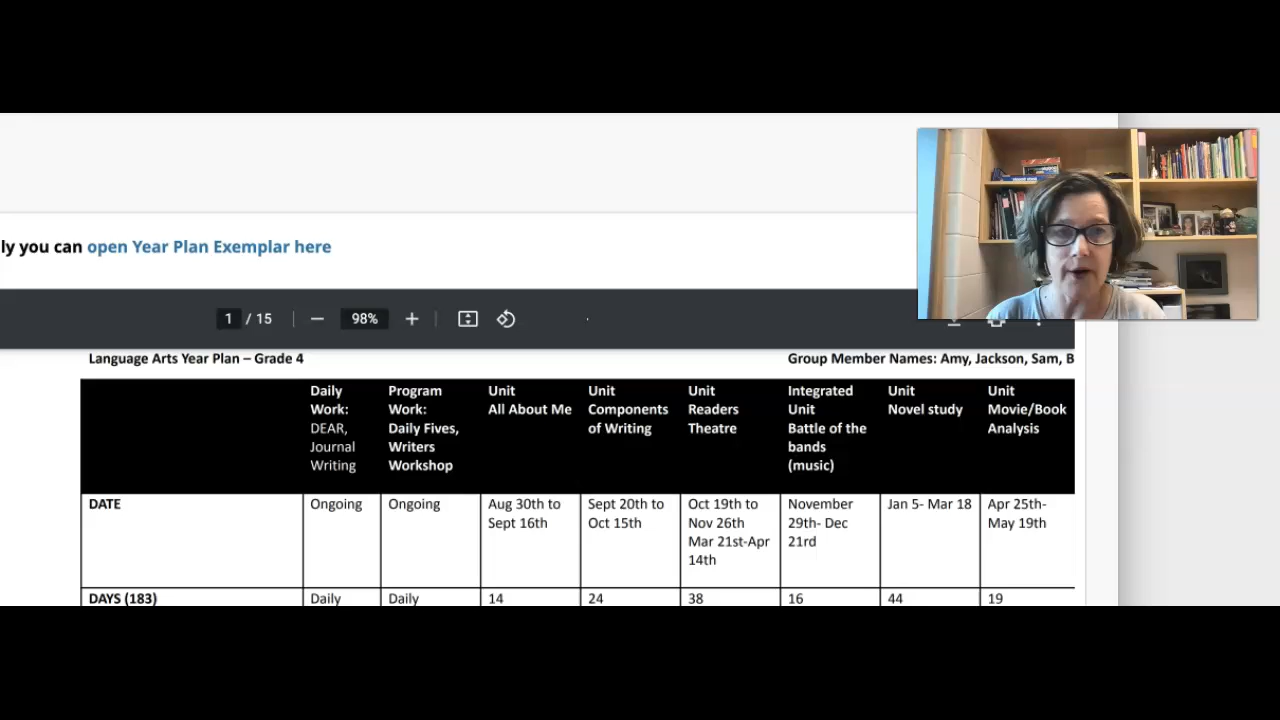 ly you can open Year Plan Exemplar here
1 / 15 — 98% +
Language Arts Year Plan – Grade 4
Group Member Names: Amy, Jackson, Sam, B
Daily
Work:
DEAR,
Journal
Writing
Program
Work:
Daily Fives,
Writers
Workshop
Unit
All About Me
Unit
Components
of Writing
Unit
Readers
Theatre
Integrated
Unit
Battle of the
bands
(music)
Unit
Novel study
Unit
Movie/Book
Analysis
DATE
Ongoing
Ongoing
Aug 30th to
Sept 16th
Sept 20th to
Oct 15th
Oct 19th to
Nov 26th
Mar 21st-Apr
14th
November
29th- Dec
21rd
Jan 5- Mar 18
Apr 25th-
May 19th
DAYS (183)
Daily
Daily
14
24
38
16
44
19